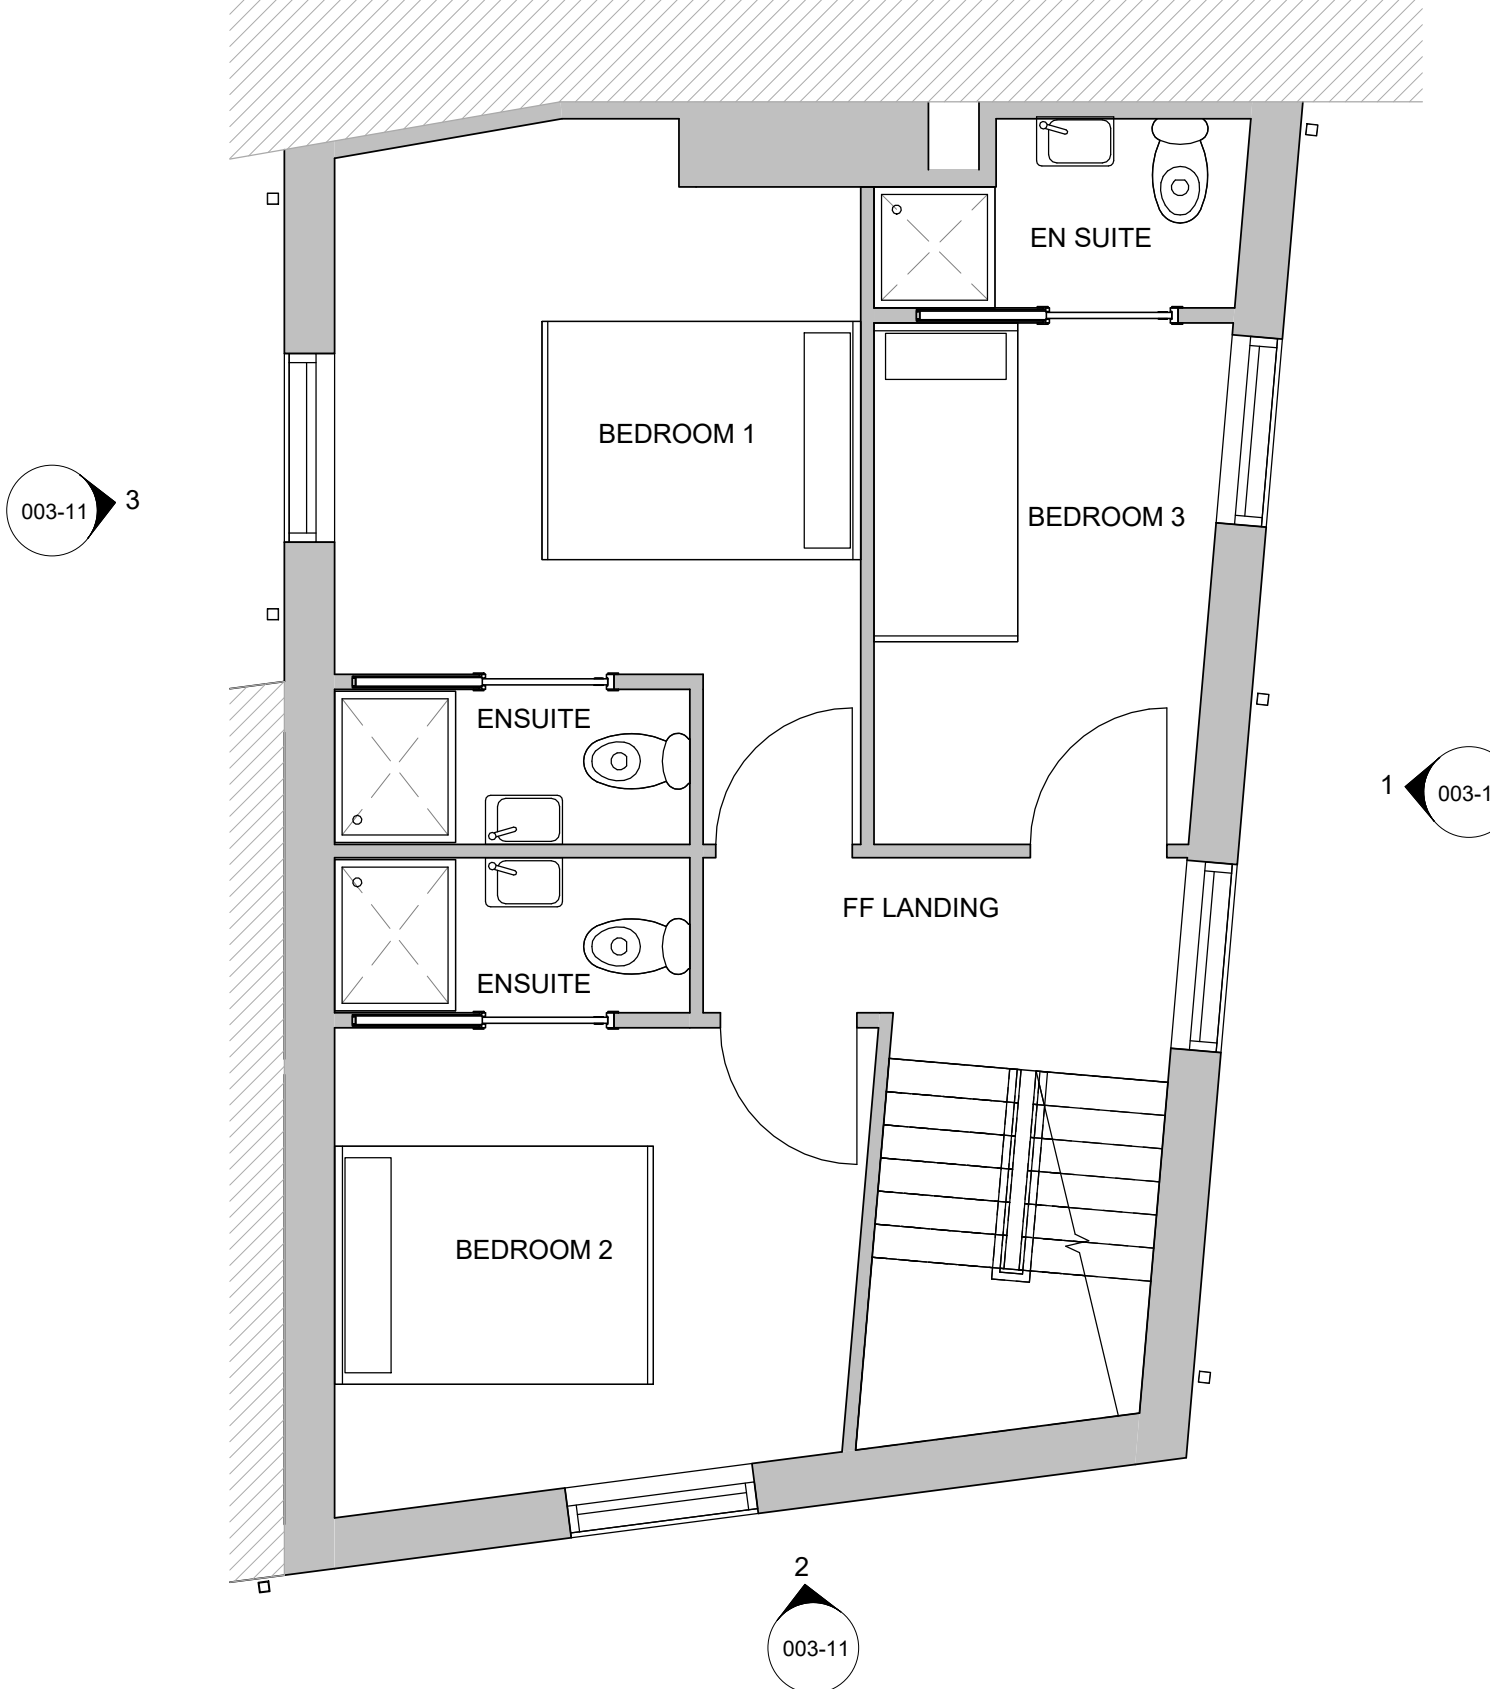 EN SUITE
BEDROOM 1
003-11
3
BEDROOM 3
ENSUITE
1
003-1
FF LANDING
ENSUITE
BEDROOM 2
2
003-11